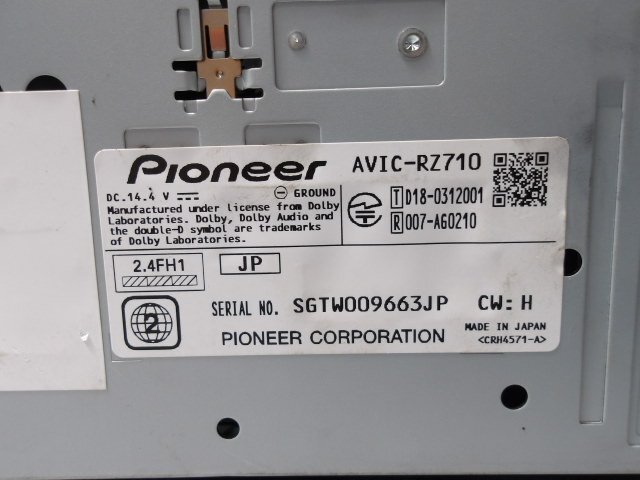 Pioneer
AVIC-RZ710
DC.14.4 V
GROUND
Manufactured under license from Dolby
Laboratories. Dolby, Dolby Audio and
the double-D symbol are trademarks
of Dolby Laboratories.
T D18-0312001
R 007-A60210
2.4FH1
JP
2
SERIAL NO. SGTW009663JP CW: H
PIONEER CORPORATION
MADE IN JAPAN
<CRH4571-A>